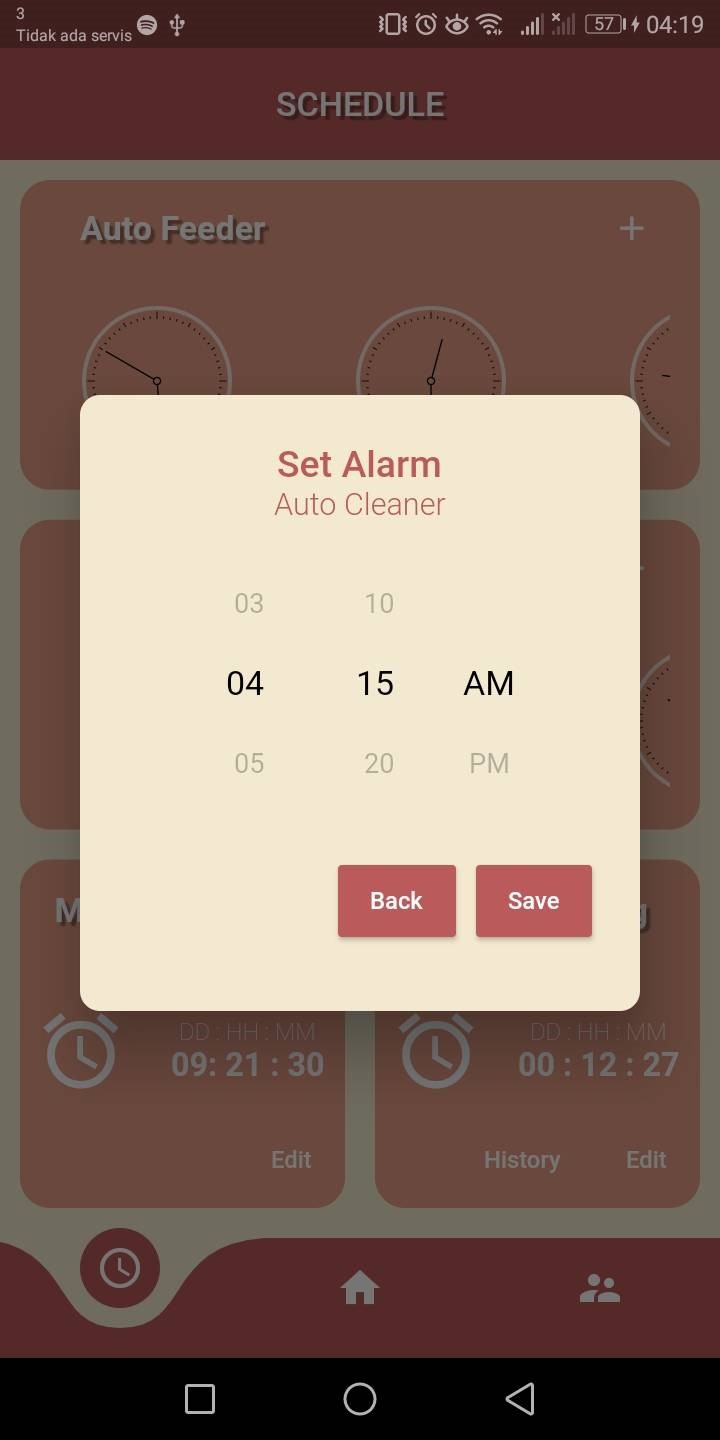 3
Tidak ada servis
57
04:19
SCHEDULE
Auto Feeder
+
Set Alarm
Auto Cleaner
03 10
04 15 AM
05 20 PM
Back Save
DD : HH : MM
09: 21 : 30
DD : HH : MM
00 : 12 : 27
Edit
History Edit